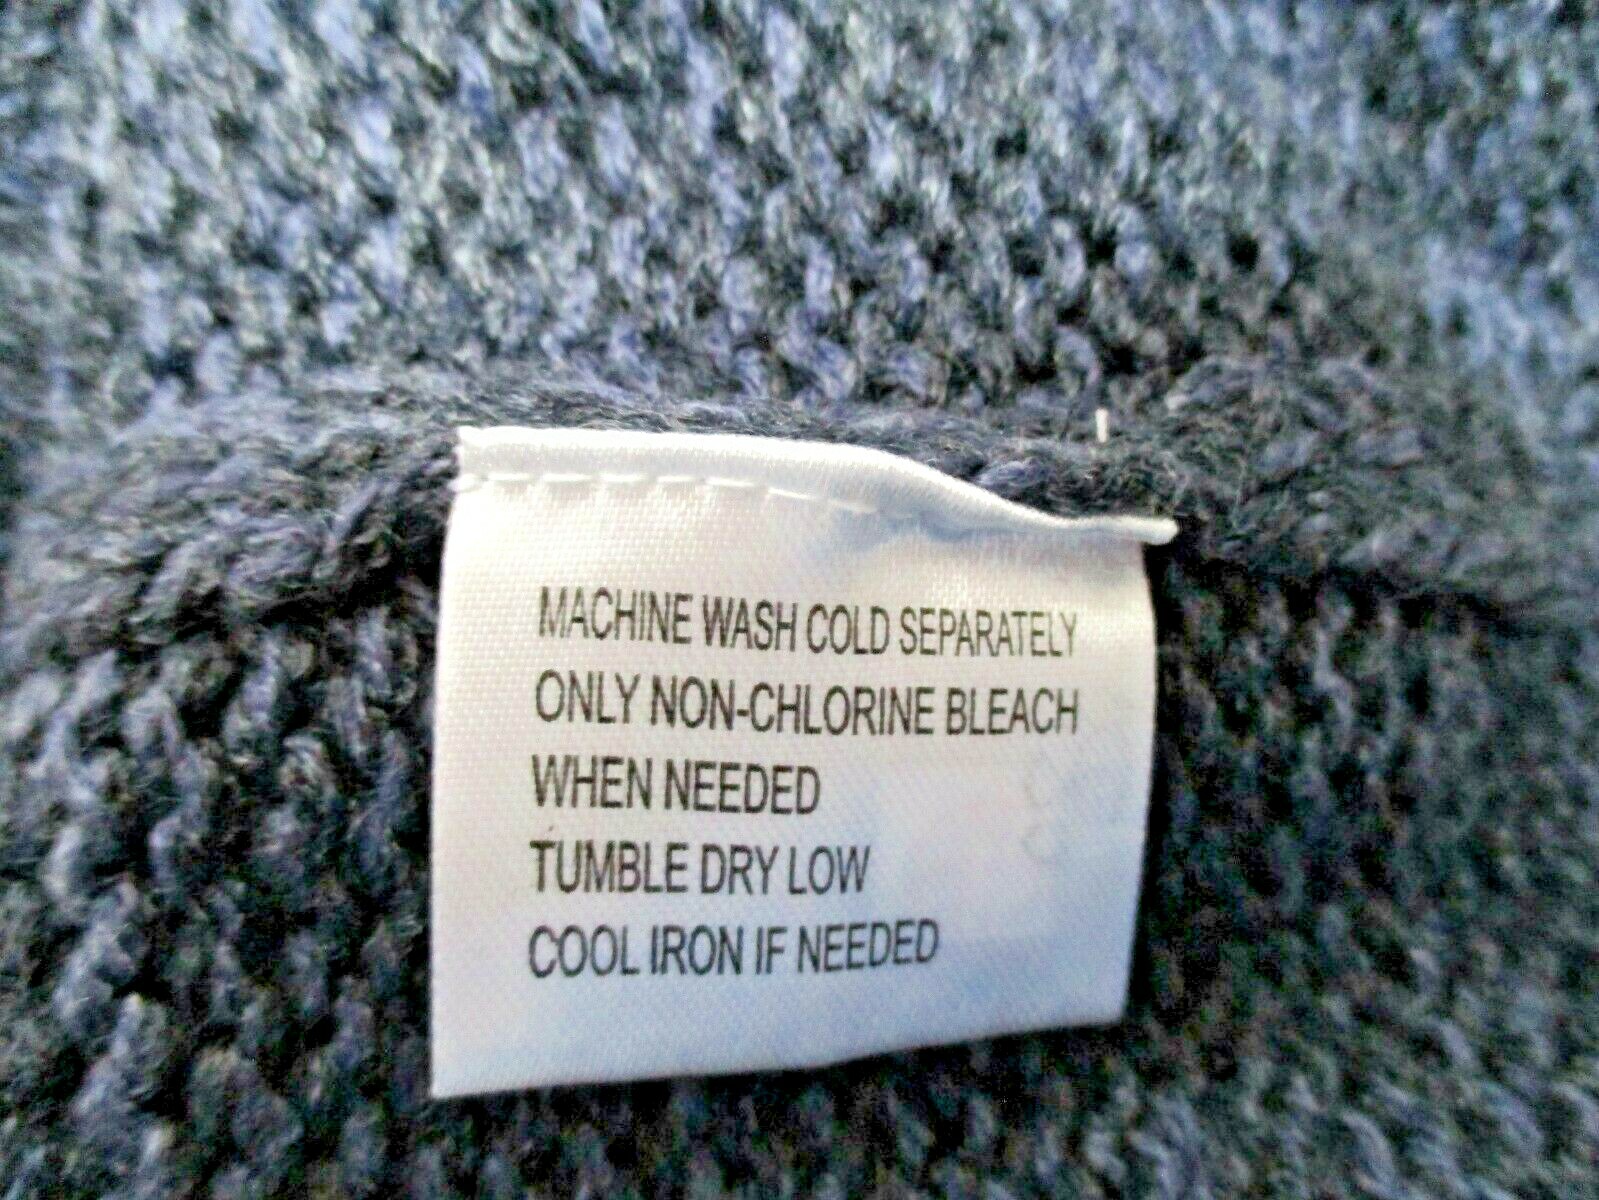 MACHINE WASH COLD SEPARATELY
ONLY NON-CHLORINE BLEACH
WHEN NEEDED
TUMBLE DRY LOW
COOL IRON IF NEEDED